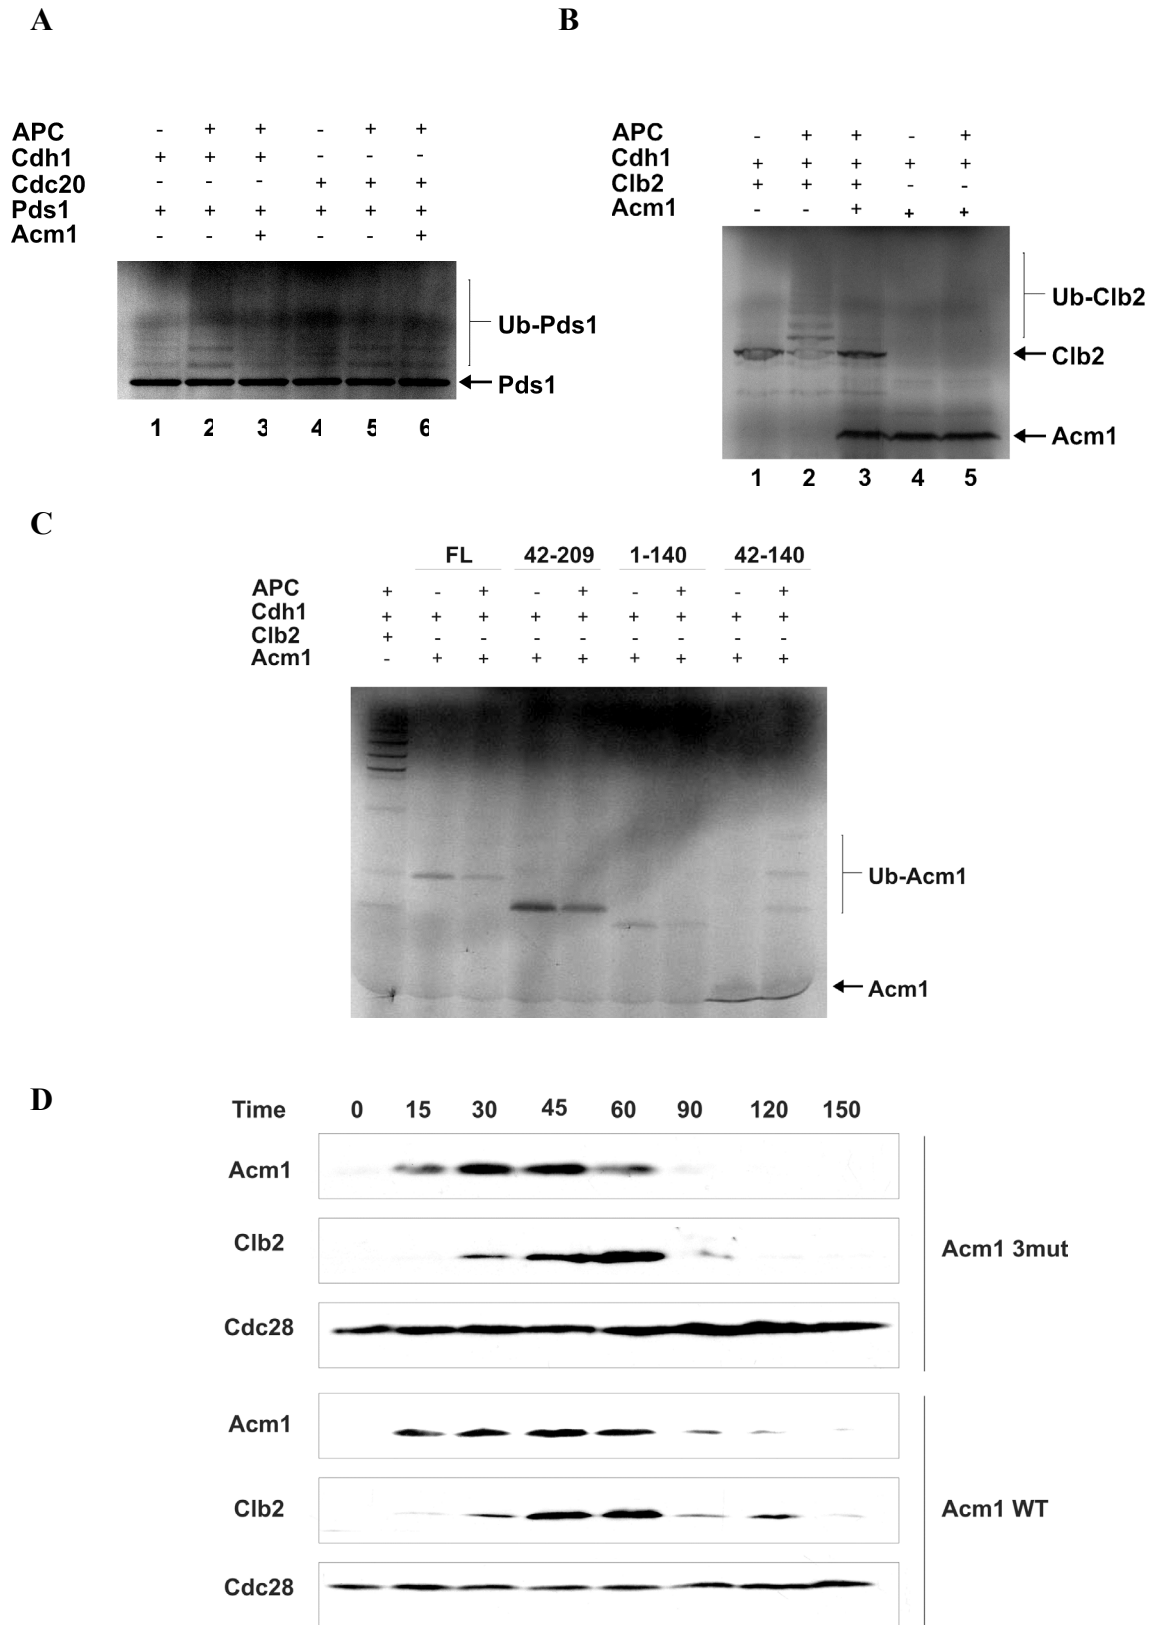 A
APC - + + - + +
Cdh1 + + + - - -
Cdc20 - - - + + +
Pds1 + + + + + +
Acm1 - - + - - +
Ub-Pds1
Pds1
1 2 3 4 5 6
B
APC - + + - +
Cdh1 + + + + +
Clb2 + + + - -
Acm1 - - + + +
Ub-Clb2
Clb2
Acm1
1 2 3 4 5
C
FL 42-209 1-140 42-140
APC + - + - + - + - +
Cdh1 + + + + + + + + +
Clb2 + - - - - - - - -
Acm1 - + + + + + + + +
Ub-Acm1
Acm1
D
Time 0 15 30 45 60 90 120 150
Acm1
Clb2
Cdc28
Acm1 3mut
Acm1
Clb2
Cdc28
Acm1 WT